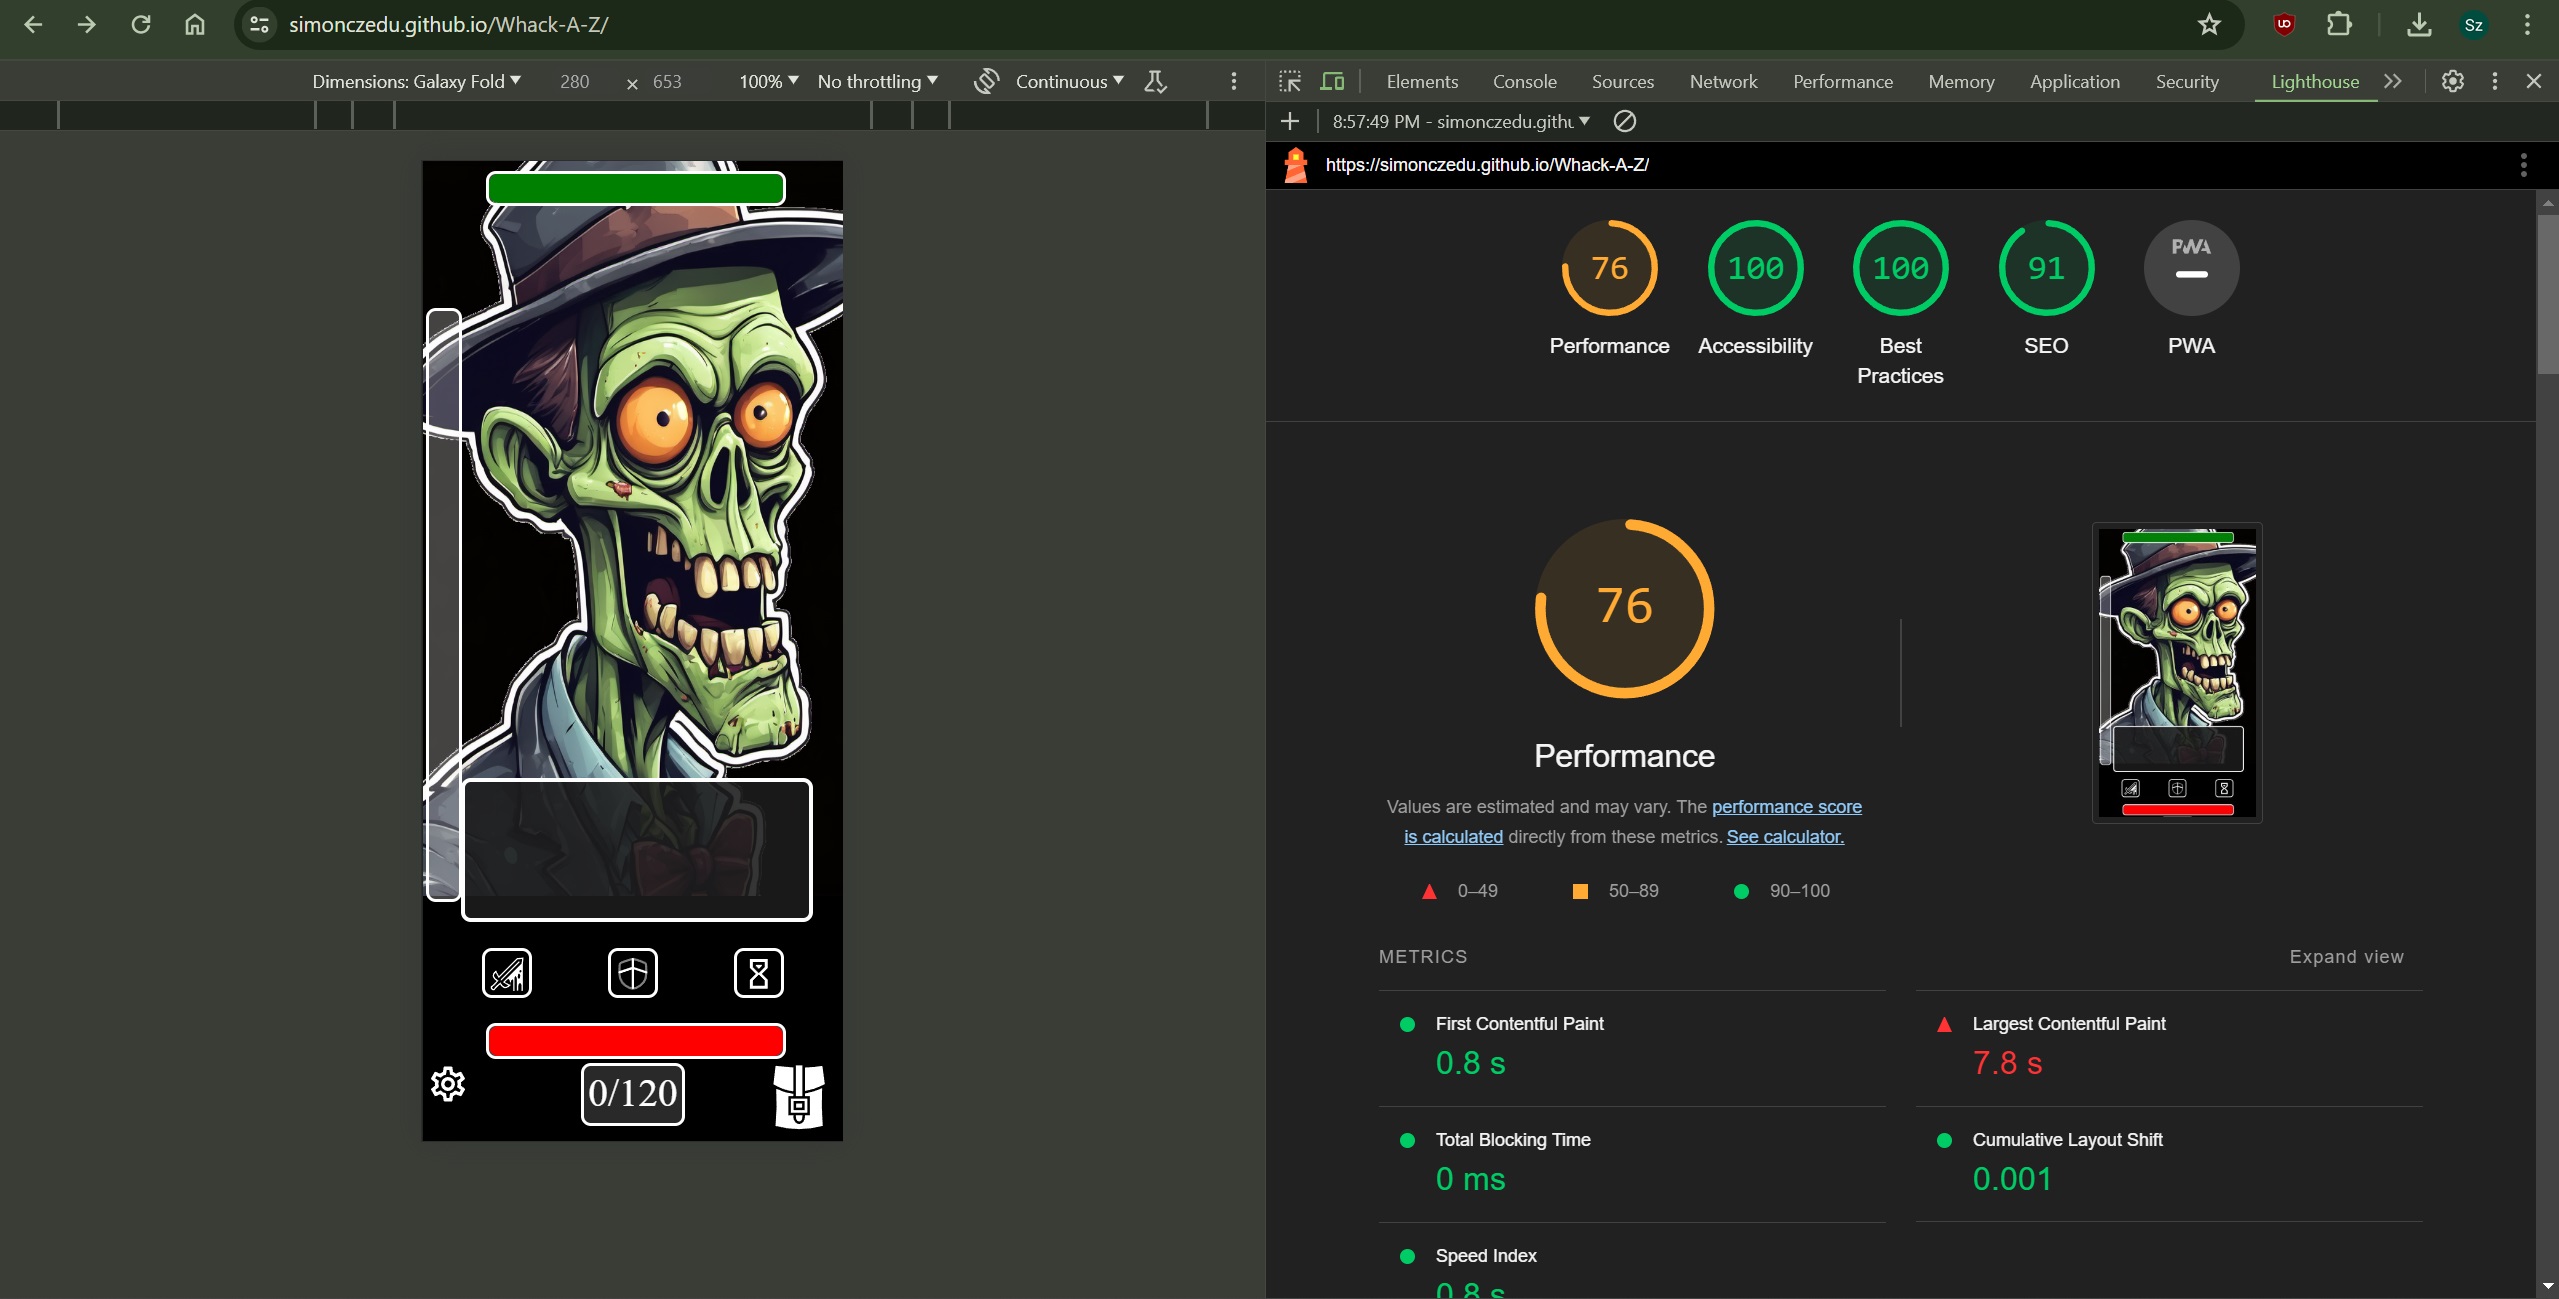 simonczedu.github.io/Whack-A-Z/
Sz
Dimensions: Galaxy Fold 280 × 653 100% No throttling Continuous
Elements Console Sources Network Performance Memory Application Security Lighthouse
8:57:49 PM - simonczedu.githu
https://simonczedu.github.io/Whack-A-Z/
76 100 100 91 PWA
Performance Accessibility Best Practices SEO PWA
76
Performance
Values are estimated and may vary. The performance score
is calculated directly from these metrics. See calculator.
0–49 50–89 90–100
METRICS Expand view
First Contentful Paint
0.8 s
Largest Contentful Paint
7.8 s
Total Blocking Time
0 ms
Cumulative Layout Shift
0.001
Speed Index
0.8 s
0/120